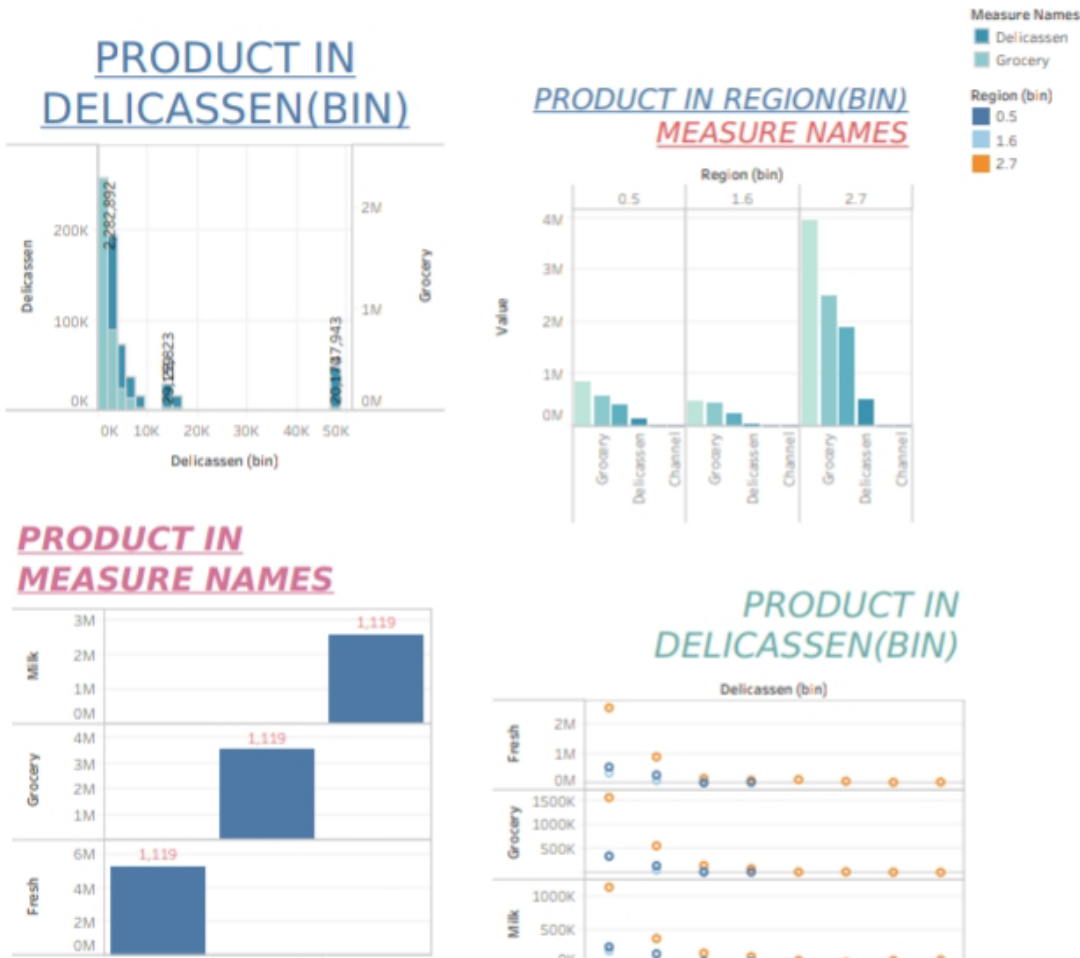 Measure Names
Delicassen
Grocery
Region (bin)
0.5
1.6
2.7
PRODUCT IN
DELICASSEN(BIN)
Delicassen
200K
100K
0K
2,282,892
2M
1M
0M
Grocery
0K 10K 20K 30K 40K 50K
Delicassen (bin)
PRODUCT IN REGION(BIN)
MEASURE NAMES
Region (bin)
0.5 1.6 2.7
Value
4M
3M
2M
1M
0M
Grocery Delicassen Channel Grocery Delicassen Channel Grocery Delicassen Channel
PRODUCT IN
MEASURE NAMES
Milk
3M
2M
1M
0M
1,119
Grocery
4M
3M
2M
1M
1,119
Fresh
6M
4M
2M
0M
1,119
PRODUCT IN
DELICASSEN(BIN)
Delicassen (bin)
Fresh
2M
1M
0M
Grocery
1500K
1000K
500K
Milk
1000K
500K